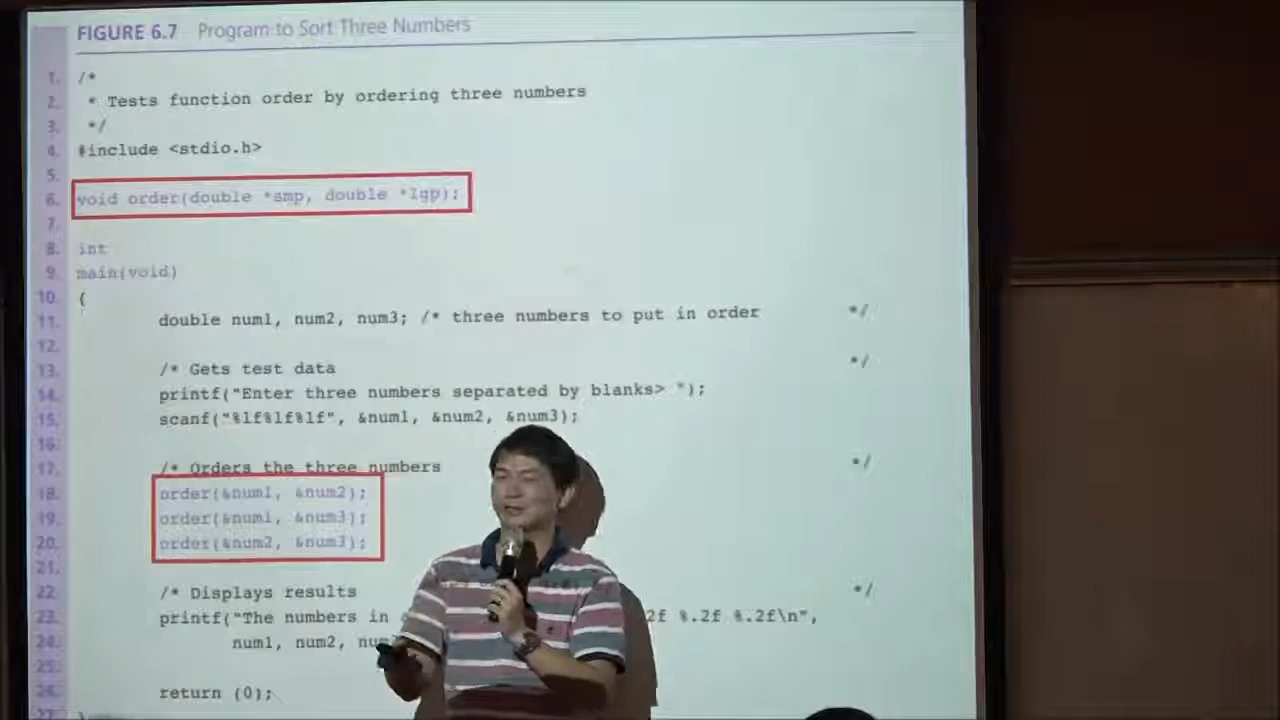 FIGURE 6.7 Program to Sort Three Numbers
1. /*
2. * Tests function order by ordering three numbers
3. */
4. #include <stdio.h>
5.
6. void order(double *smp, double *lgp);
7.
8. int
9. main(void)
10. {
11. double num1, num2, num3; /* three numbers to put in order */
12.
13. /* Gets test data */
14. printf("Enter three numbers separated by blanks> ");
15. scanf("%lf%lf%lf", &num1, &num2, &num3);
16.
17. /* Orders the three numbers */
18. order(&num1, &num2);
19. order(&num1, &num3);
20. order(&num2, &num3);
21.
22. /* Displays results */
23. printf("The numbers in 2f %.2f %.2f\n",
24. num1, num2,
25.
26. return (0);
27.